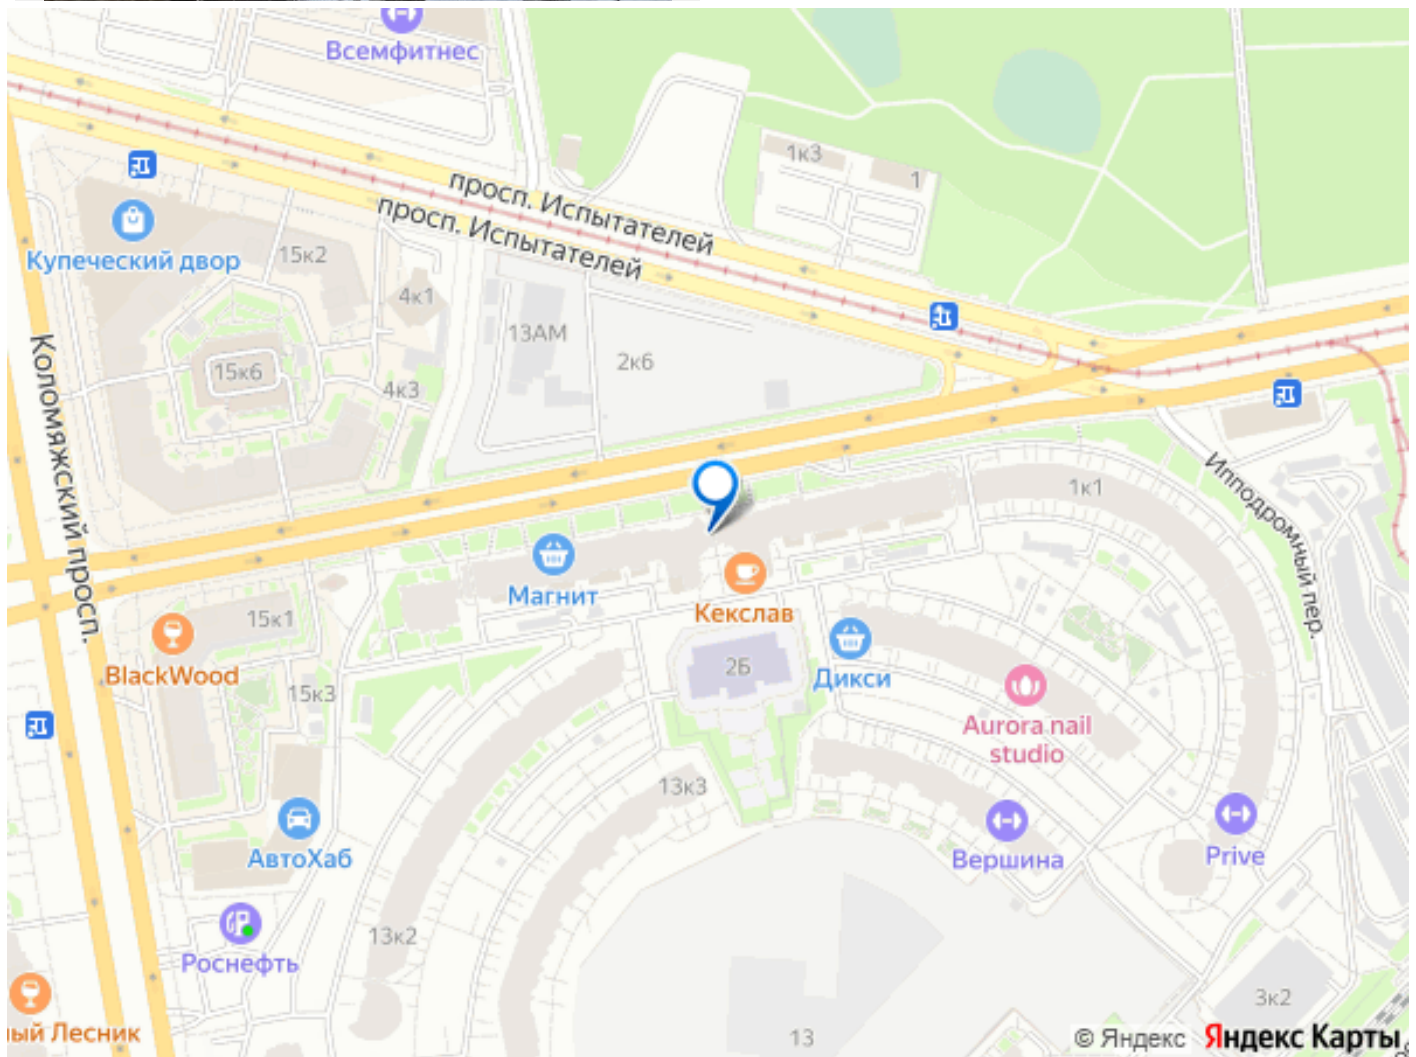 Всемфитнес
просп. Испытателей
просп. Испытателей
1к3
1
Купеческий двор
15к2
4к1
13АМ
2к6
15к6
4к3
Коломяжский просп.
Ипподромный пер.
1к1
Магнит
Кекслав
15к1
BlackWood
15к3
2Б
Дикси
Aurora nail
studio
13к3
АвтоХаб
Вершина
Prive
13к2
Роснефть
3к2
ый Лесник
13
© Яндекс Яндекс Карты